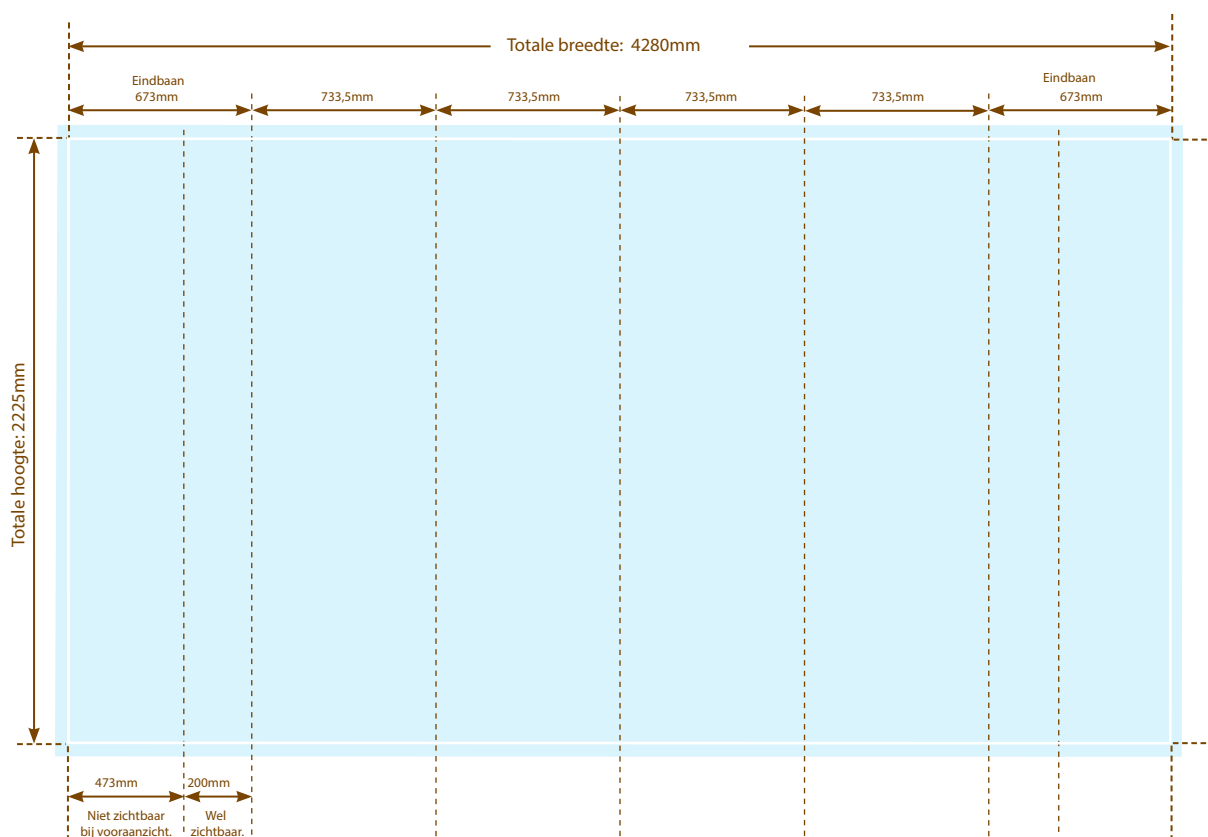 Totale breedte: 4280mm
Eindbaan
673mm
733,5mm
733,5mm
733,5mm
733,5mm
Eindbaan
673mm
Totale hoogte: 2225mm
473mm
200mm
Niet zichtbaar
bij vooraanzicht.
Wel
zichtbaar.